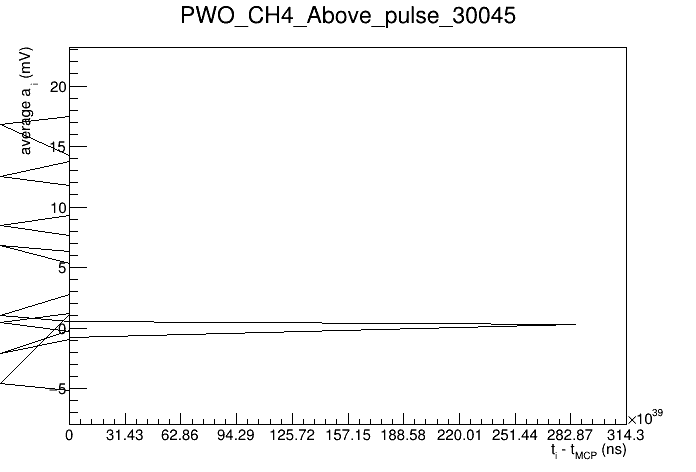 PWO_CH4_Above_pulse_30045
average a i (mV)
20
15
10
5
0
-5
0 31.43 62.86 94.29 125.72 157.15 188.58 220.01 251.44 282.87 314.3
×10^39
t_i - t_MCP (ns)